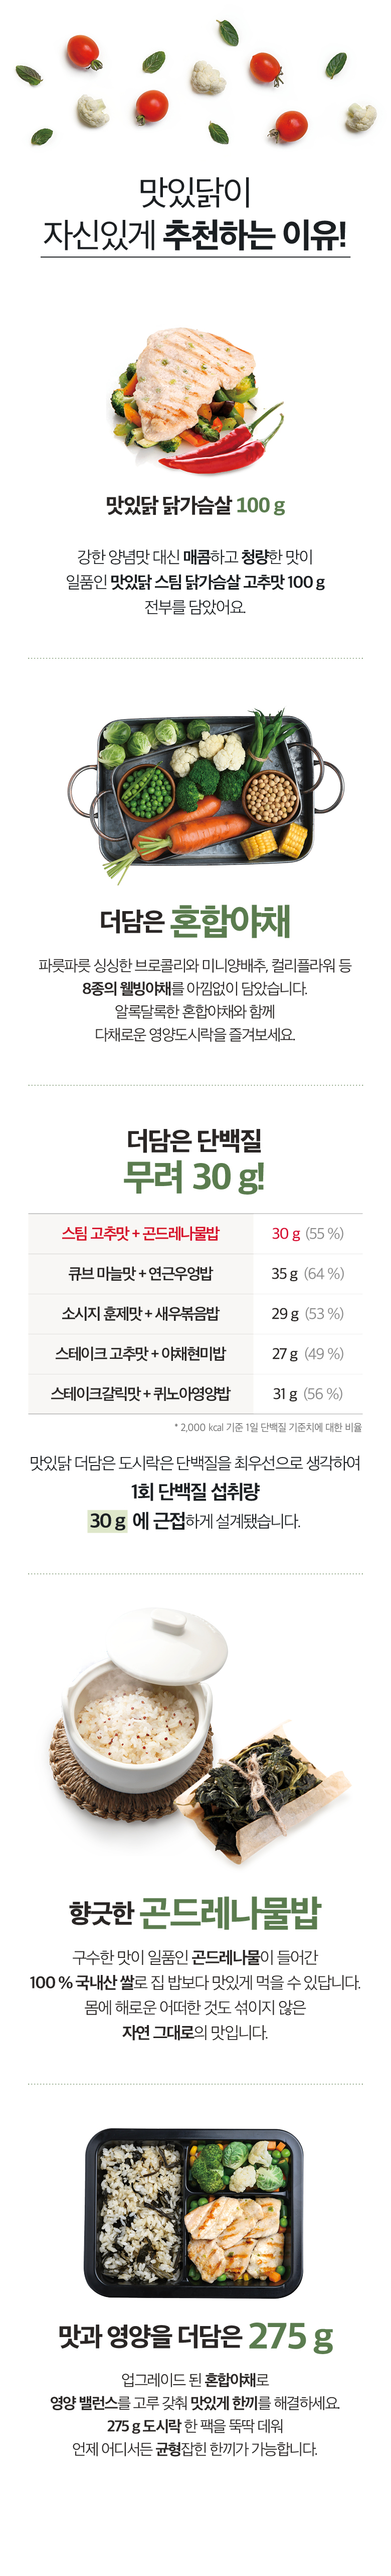 맛있닭이
자신있게 추천하는 이유!
맛있닭 닭가슴살 100 g
강한 양념맛 대신 매콤하고 청량한 맛이
일품인 맛있닭 스팀 닭가슴살 고추맛 100 g
전부를 담았어요.
더담은 혼합야채
파릇파릇 싱싱한 브로콜리와 미니양배추, 컬리플라워 등
8종의 웰빙야채를 아낌없이 담았습니다.
알록달록한 혼합야채와 함께
다채로운 영양도시락을 즐겨보세요.
더담은 단백질
무려 30 g!
스팀 고추맛 + 곤드레나물밥 30 g (55 %)
큐브 마늘맛 + 연근우엉밥 35 g (64 %)
소시지 훈제맛 + 새우볶음밥 29 g (53 %)
스테이크 고추맛 + 야채현미밥 27 g (49 %)
스테이크갈릭맛 + 퀴노아영양밥 31 g (56 %)
* 2,000 kcal 기준 1일 단백질 기준치에 대한 비율
맛있닭 더담은 도시락은 단백질을 최우선으로 생각하여
1회 단백질 섭취량
30 g 에 근접하게 설계됐습니다.
향긋한 곤드레나물밥
구수한 맛이 일품인 곤드레나물이 들어간
100 % 국내산 쌀로 집 밥보다 맛있게 먹을 수 있답니다.
몸에 해로운 어떠한 것도 섞이지 않은
자연 그대로의 맛입니다.
맛과 영양을 더담은 275 g
업그레이드 된 혼합야채로
영양 밸런스를 고루 갖춰 맛있게 한끼를 해결하세요.
275 g 도시락 한 팩을 뚝딱 데워
언제 어디서든 균형잡힌 한끼가 가능합니다.